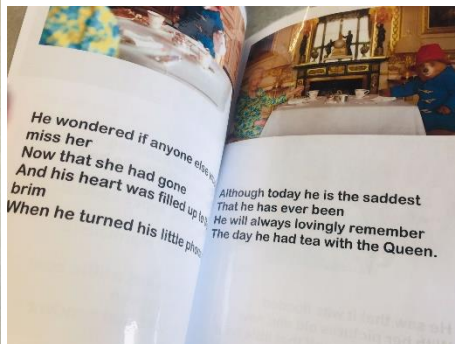 He wondered if anyone else
miss her
Now that she had gone
And his heart was filled up to
brim
When he turned his little
Although today he is the saddest
That he has ever been
He will always lovingly remember
The day he had tea with the Queen.